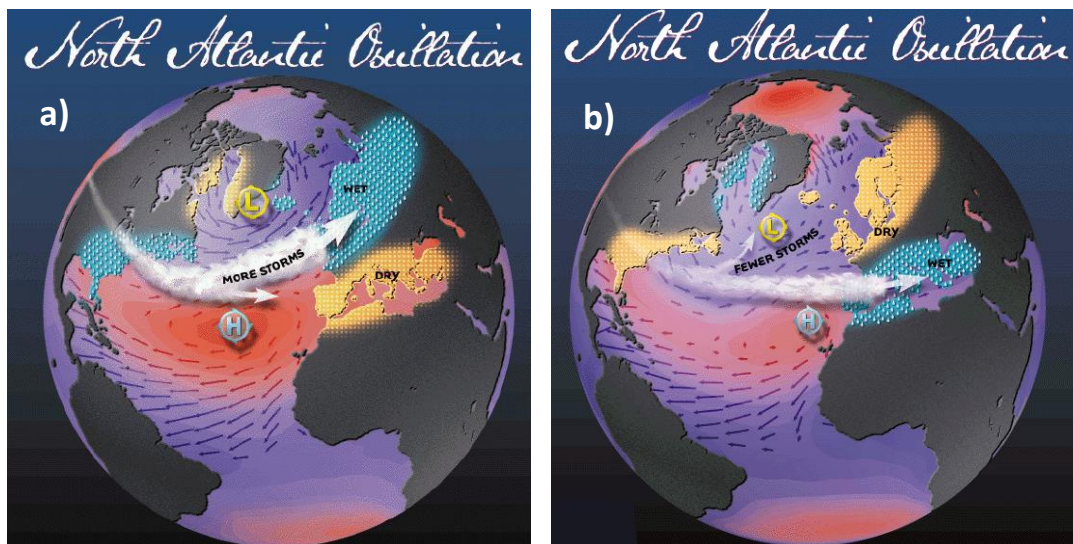 North Atlantic Oscillation
a)
L
WET
MORE STORMS
DRY
H
North Atlantic Oscillation
b)
L
DRY
FEWER STORMS
WET
H